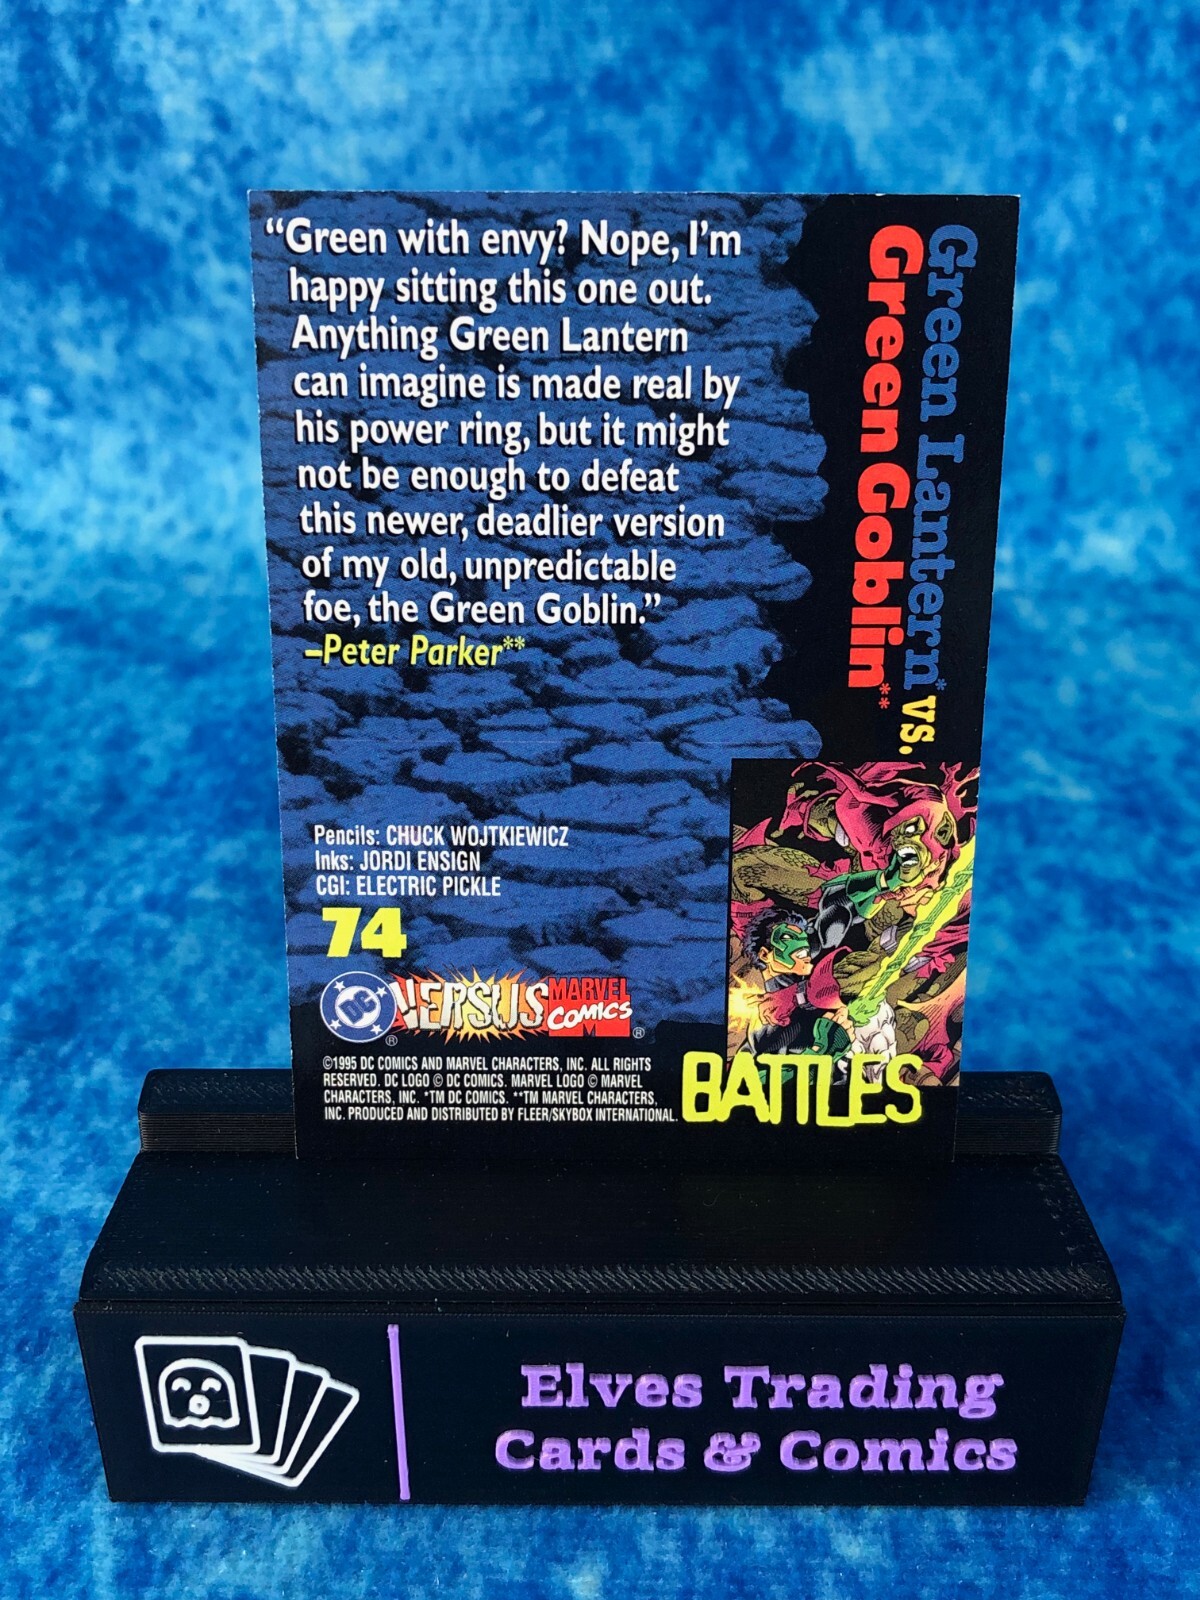 “Green with envy? Nope, I’m
happy sitting this one out.
Anything Green Lantern
can imagine is made real by
his power ring, but it might
not be enough to defeat
this newer, deadlier version
of my old, unpredictable
foe, the Green Goblin.”
–Peter Parker**
Green Lantern* vs.
Green Goblin**
Pencils: CHUCK WOJTKIEWICZ
Inks: JORDI ENSIGN
CGI: ELECTRIC PICKLE
74
DC ® VERSUS MARVEL COMICS M ®
©1995 DC COMICS AND MARVEL CHARACTERS, INC. ALL RIGHTS
RESERVED. DC LOGO © DC COMICS. MARVEL LOGO © MARVEL
CHARACTERS, INC. *TM DC COMICS. **TM MARVEL CHARACTERS,
INC. PRODUCED AND DISTRIBUTED BY FLEER/SKYBOX INTERNATIONAL.
BATTLES
Elves Trading
Cards & Comics